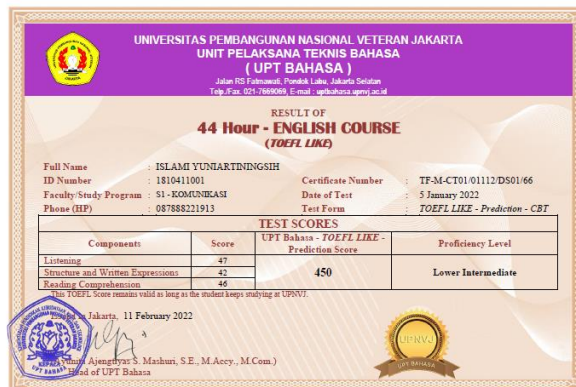 UNIVERSITAS PEMBANGUNAN NASIONAL VETERAN JAKARTA
UNIT PELAKSANA TEKNIS BAHASA
( UPT BAHASA )
Jalan RS Fatmawati, Pondok Labu, Jakarta Selatan
Telp./Fax. 021-7669069, E-mail : uptbahasa.upnvj.ac.id
RESULT OF
44 Hour - ENGLISH COURSE
(TOEFL LIKE)
Full Name : ISLAMI YUNIARTININGSIH
ID Number : 1810411001 Certificate Number : TF-M-CT01/01112/DS01/66
Faculty/Study Program : S1 - KOMUNIKASI Date of Test : 5 January 2022
Phone (HP) : 087888221913 Test Form : TOEFL LIKE - Prediction - CBT
TEST SCORES
Components Score UPT Bahasa - TOEFL LIKE - Prediction Score Proficiency Level
Listening 47
Structure and Written Expressions 42 450 Lower Intermediate
Reading Comprehension 46
This TOEFL Score remains valid as long as the student keeps studying at UPNVJ.
in Jakarta, 11 February 2022
Ajengtiyas S. Mashuri, S.E., M.Accy., M.Com.)
Head of UPT Bahasa
KEPALA
UPT BAHASA
UPNVJ
UPT BAHASA